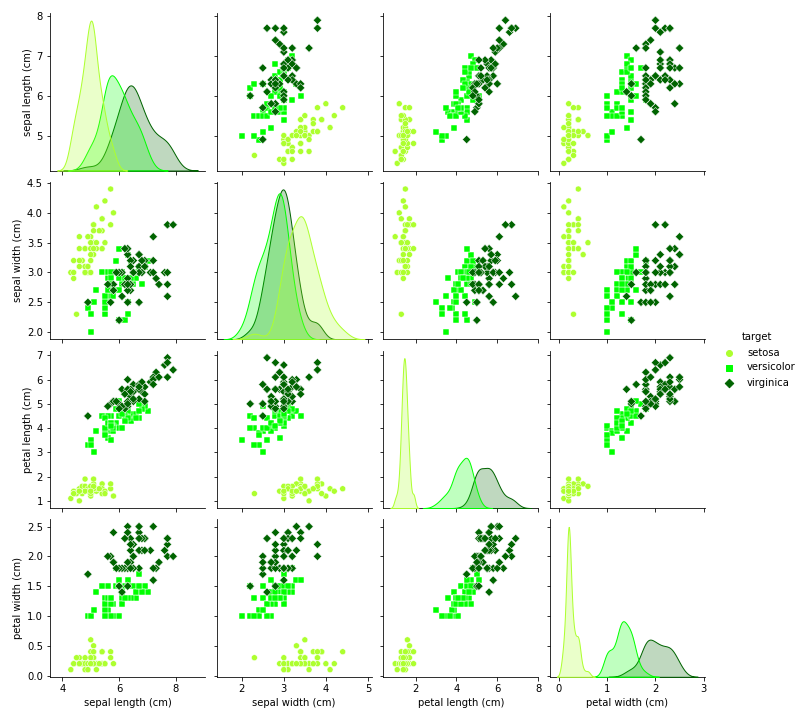 8
7
6
5
sepal length (cm)
4.5
4.0
3.5
3.0
2.5
2.0
sepal width (cm)
target
setosa
versicolor
virginica
7
6
5
4
3
2
1
petal length (cm)
2.5
2.0
1.5
1.0
0.5
0.0
petal width (cm)
4 6 8 2 3 4 5 0 2 4 6 8 0 1 2 3
sepal length (cm) sepal width (cm) petal length (cm) petal width (cm)